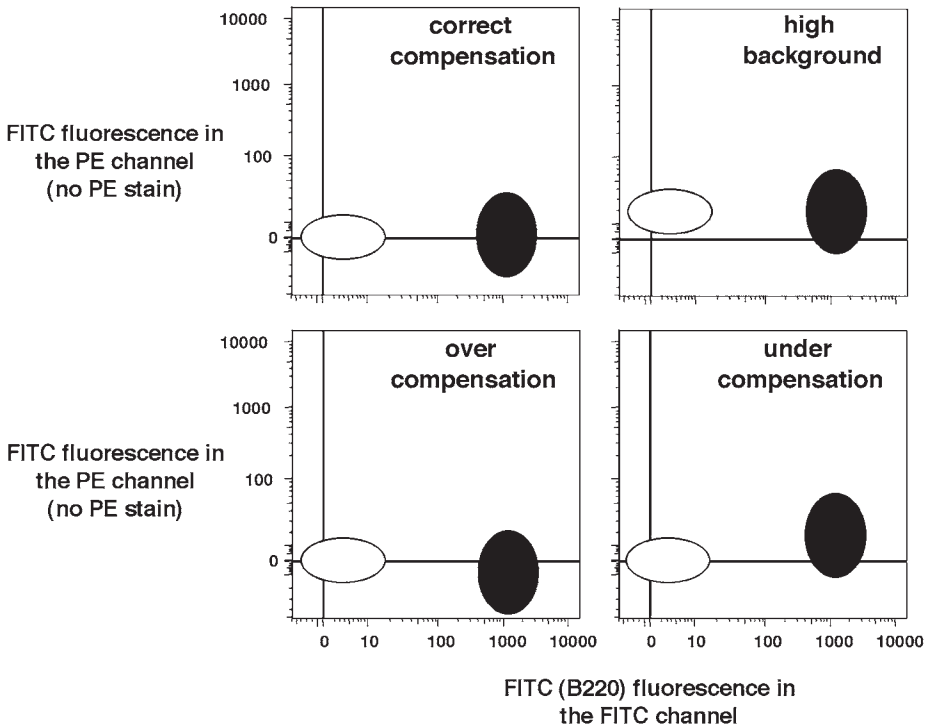 correct
compensation
high
background
10000
1000
100
0
FITC fluorescence in
the PE channel
(no PE stain)
over
compensation
under
compensation
10000
1000
100
0
FITC fluorescence in
the PE channel
(no PE stain)
0 10 100 1000 10000
0 10 100 1000 10000
FITC (B220) fluorescence in
the FITC channel